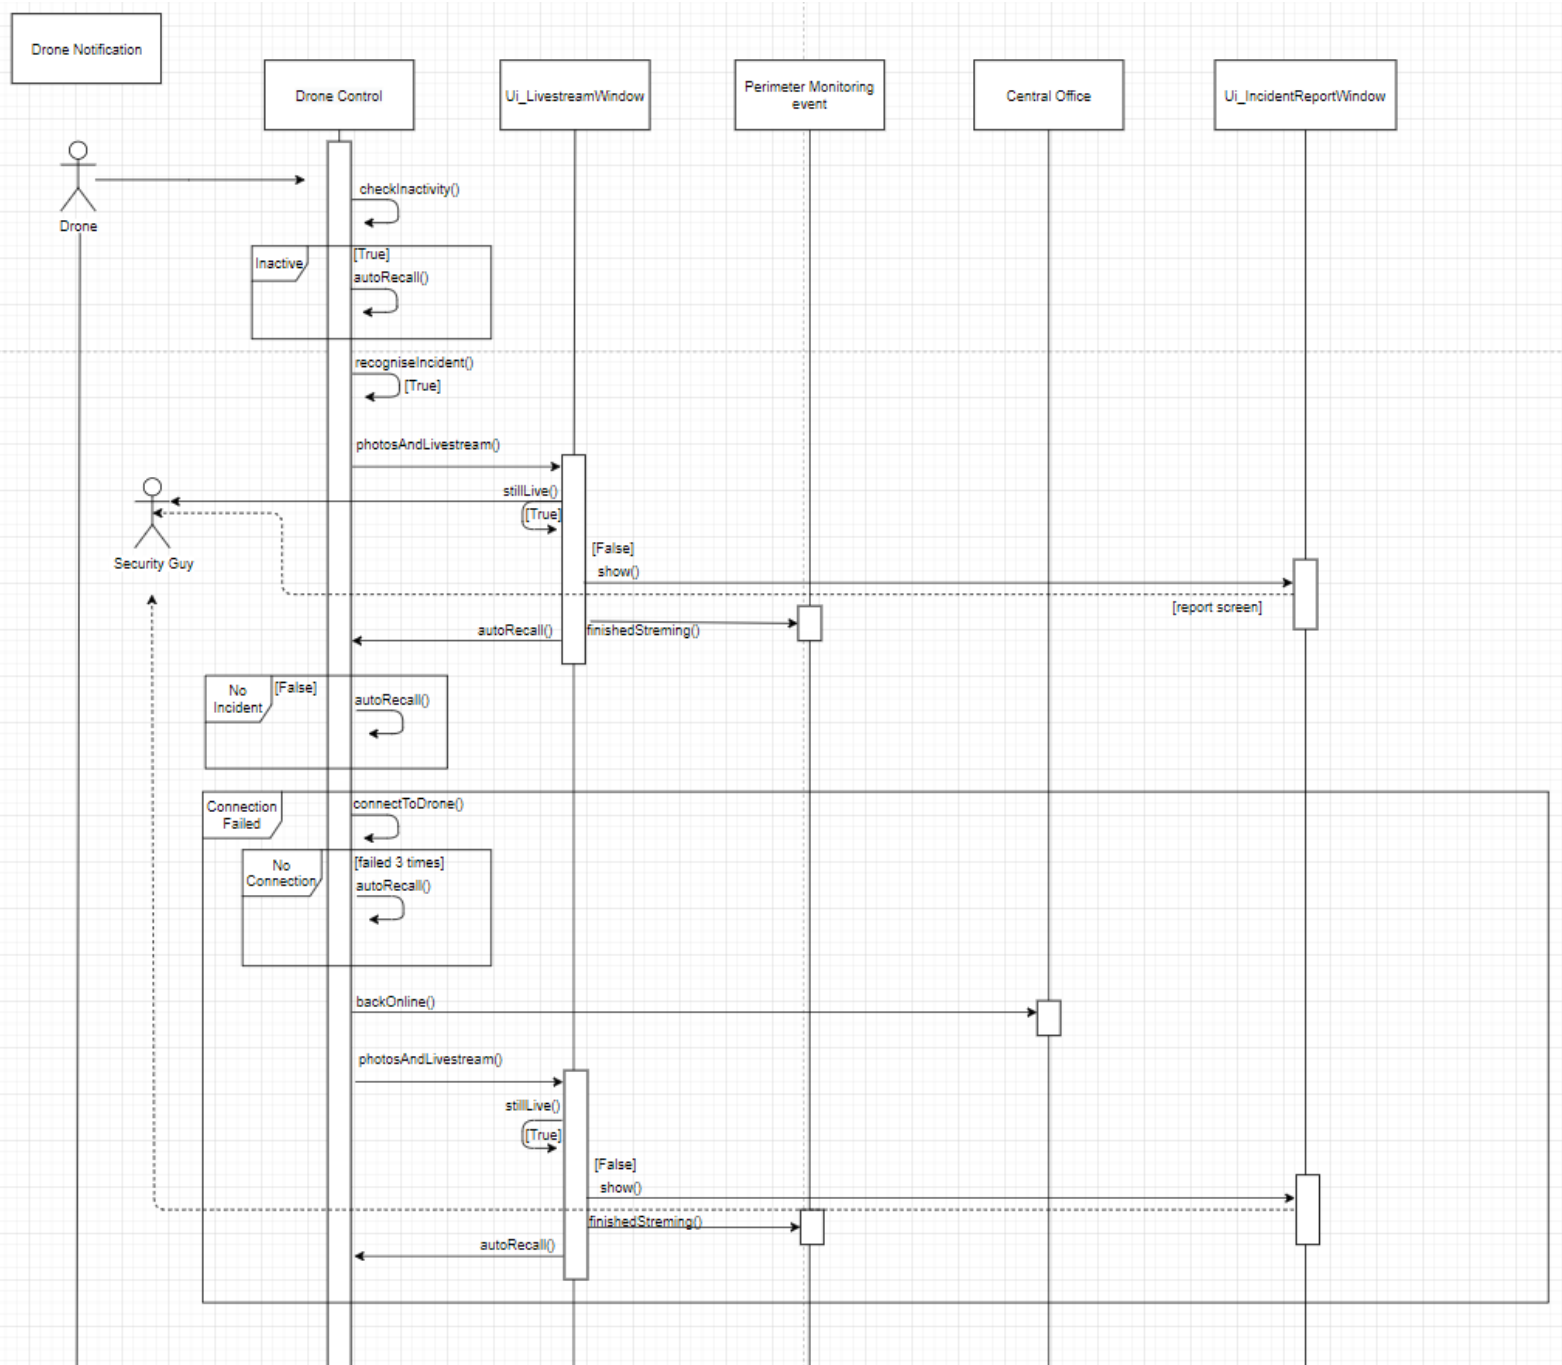 Drone Notification
Drone Control
Ui_LivestreamWindow
Perimeter Monitoring
event
Central Office
Ui_IncidentReportWindow
checkInactivity()
Drone
[True]
Inactive
autoRecall()
recogniseIncident()
[True]
photosAndLivestream()
stillLive()
[True]
[False]
Security Guy
show()
[report screen]
autoRecall()
finishedStreming()
No
Incident
[False]
autoRecall()
Connection
Failed
connectToDrone()
No
Connection
[failed 3 times]
autoRecall()
backOnline()
photosAndLivestream()
stillLive()
[True]
[False]
show()
finishedStreming()
autoRecall()